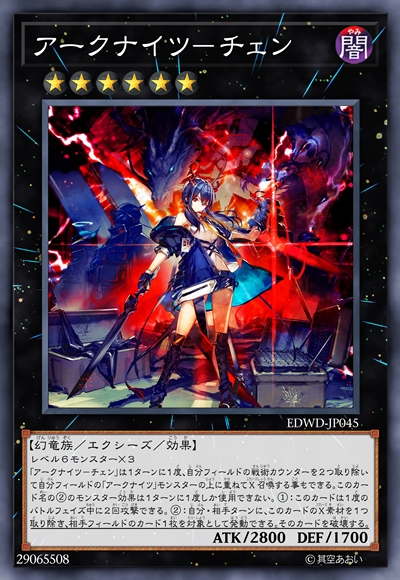 アークナイツーチェン
闇
やみ
EDWD-JP045
【幻竜族/エクシーズ/効果】
レベル6モンスター×3
「アークナイツーチェン」は1ターンに1度、自分フィールドの戦術カウンターを2つ取り除い
て自分フィールドの「アークナイツ」モンスターの上に重ねてX召喚する事もできる。このカー
ド名の②のモンスター効果は1ターンに1度しか使用できない。①:このカードは1度の
バトルフェイズ中に2回攻撃できる。②:自分・相手ターンに、このカードのX素材を1つ
取り除き、相手フィールドのカード1枚を対象として発動できる。そのカードを破壊する。
ATK/2800 DEF/1700
29065508
©其空あおい